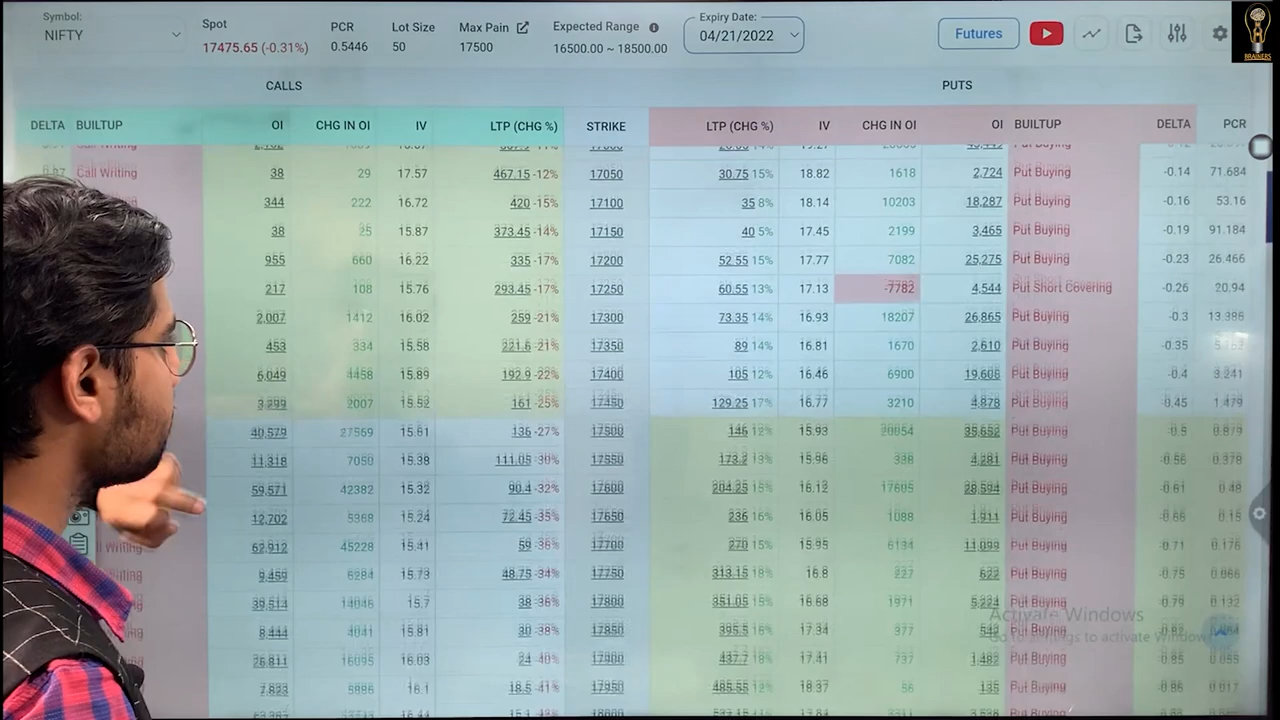 Symbol:
NIFTY
Spot
17475.65 (-0.31%)
PCR
0.5446
Lot Size
50
Max Pain
17500
Expected Range
16500.00 ~ 18500.00
Expiry Date:
04/21/2022
Futures
BRAINERS
CALLS PUTS
DELTA BUILTUP OI CHG IN OI IV LTP (CHG %) STRIKE LTP (CHG %) IV CHG IN OI OI BUILTUP DELTA PCR
Call Writing 38 29 17.57 467.15 -12% 17050 30.75 15% 18.82 1618 2,724 Put Buying -0.14 71.684
344 222 16.72 420 -15% 17100 35 8% 18.14 10203 18,287 Put Buying -0.16 53.16
38 25 15.87 373.45 -14% 17150 40 5% 17.45 2199 3,465 Put Buying -0.19 91.184
955 660 16.22 335 -17% 17200 52.55 15% 17.77 7082 25,275 Put Buying -0.23 26.466
217 108 15.76 293.45 -17% 17250 60.55 13% 17.13 -7782 4,544 Put Short Covering -0.26 20.94
2,007 1412 16.02 259 -21% 17300 73.35 14% 16.93 18207 26,865 Put Buying -0.3 13.386
453 334 15.58 221.6 -21% 17350 89 14% 16.81 1670 2,610 Put Buying -0.35
6,049 4458 15.89 192.9 -22% 17400 105 12% 16.46 6900 19,606 Put Buying -0.4 3.241
3,299 2007 15.52 161 -25% 17450 129.25 17% 16.77 3210 4,878 Put Buying -0.45 1.479
40,579 27569 15.61 136 -27% 17500 146 12% 15.93 20054 35,652 Put Buying -0.5 0.879
11,318 7050 15.38 111.05 -30% 17550 173.2 13% 15.96 338 4,281 Put Buying -0.56 0.378
59,571 42382 15.32 90.4 -32% 17600 204.25 15% 16.12 17605 28,594 Put Buying -0.61 0.48
12,702 5368 15.24 72.45 -35% 17650 236 16% 16.05 1088 1,911 Put Buying -0.66 0.15
Writing 62,912 45228 15.41 59 -36% 17700 270 15% 15.95 6134 11,099 Put Buying -0.71 0.176
9,459 6284 15.73 48.75 -34% 17750 313.15 18% 16.8 227 622 Put Buying -0.75 0.066
39,514 14046 15.7 38 -36% 17800 351.05 15% 16.68 1971 5,224 Put Buying -0.79 0.132
8,444 4041 15.81 30 -38% 17850 395.5 16% 17.34 377 542 Put Buying
26,811 16095 16.03 24 -40% 17900 437.7 18% 17.41 737 1,482 Put Buying -0.85 0.055
7,823 5886 16.1 18.5 -41% 17950 485.55 12% 18.37 56 135 Put Buying -0.86 0.017
Activate Windows
Go to Settings to activate Windows